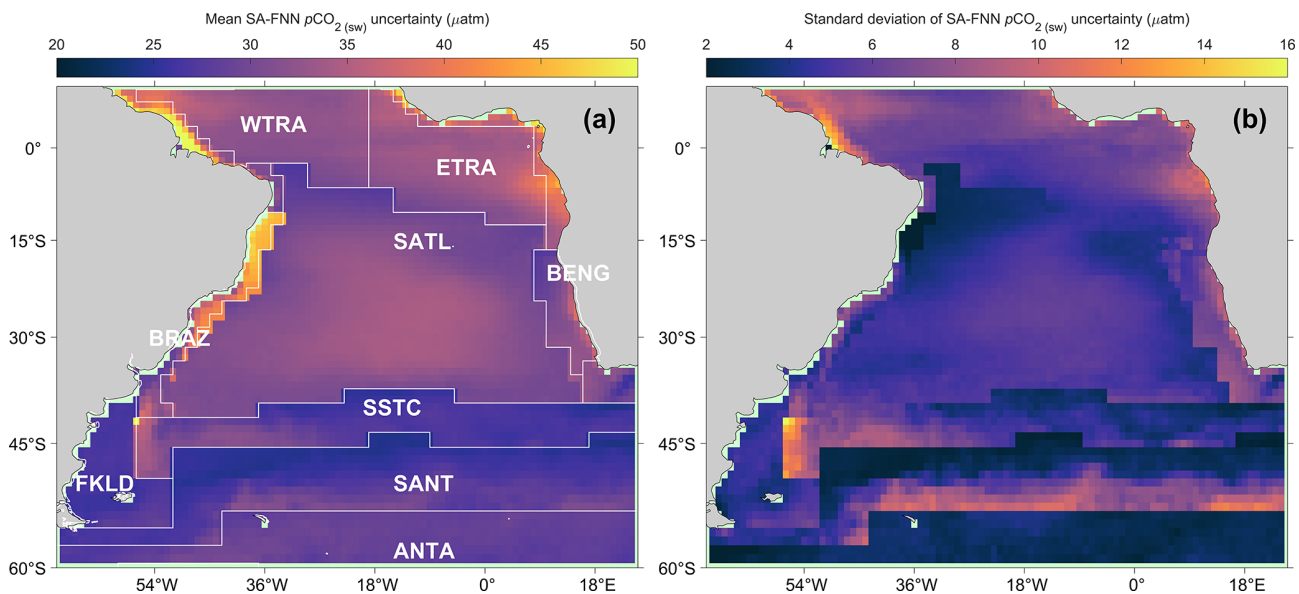 Mean SA-FNN pCO2 (sw) uncertainty (μatm)
20 25 30 35 40 45 50
Standard deviation of SA-FNN pCO2 (sw) uncertainty (μatm)
2 4 6 8 10 12 14 16
(a)
WTRA
ETRA
SATL
BENG
BRAZ
SSTC
FKLD
SANT
ANTA
0°
15°S
30°S
45°S
60°S
54°W 36°W 18°W 0° 18°E
(b)
0°
15°S
30°S
45°S
60°S
54°W 36°W 18°W 0° 18°E